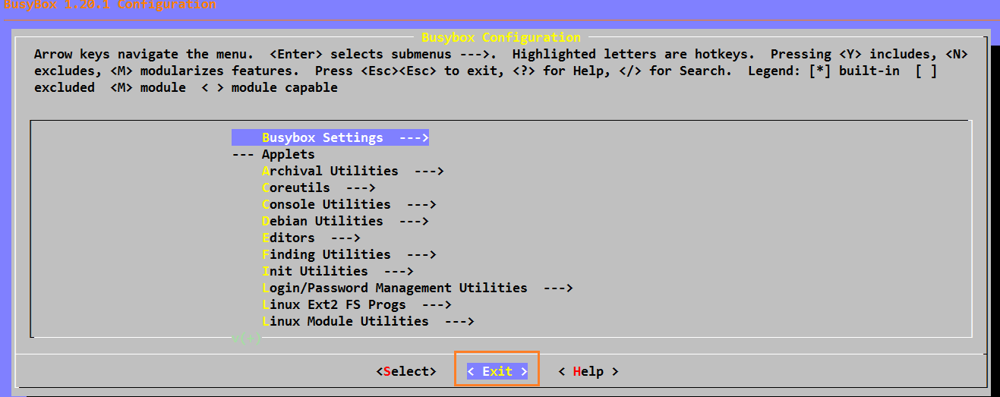 BusyBox 1.20.1 Configuration
Busybox Configuration
Arrow keys navigate the menu.  <Enter> selects submenus --->.  Highlighted letters are hotkeys.  Pressing <Y> includes, <N>
excludes, <M> modularizes features.  Press <Esc><Esc> to exit, <?> for Help, </> for Search.  Legend: [*] built-in  [ ]
excluded  <M> module  < > module capable
Busybox Settings  --->
--- Applets
Archival Utilities  --->
Coreutils  --->
Console Utilities  --->
Debian Utilities  --->
Editors  --->
Finding Utilities  --->
Init Utilities  --->
Login/Password Management Utilities  --->
Linux Ext2 FS Progs  --->
Linux Module Utilities  --->
v(+)
<Select>    < Exit >    < Help >